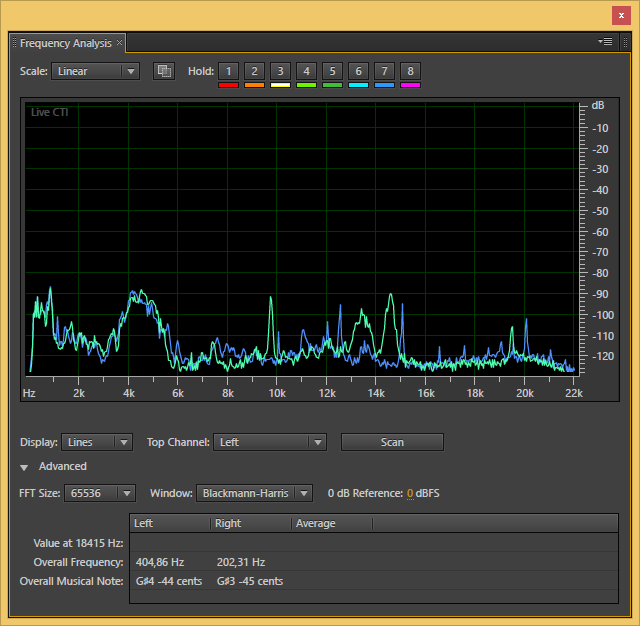 x
Frequency Analysis ×
Scale: Linear Hold: 1 2 3 4 5 6 7 8
Live CTI
dB
-10
-20
-30
-40
-50
-60
-70
-80
-90
-100
-110
-120
Hz 2k 4k 6k 8k 10k 12k 14k 16k 18k 20k 22k
Display: Lines Top Channel: Left Scan
Advanced
FFT Size: 65536 Window: Blackmann-Harris 0 dB Reference: 0 dBFS
Left Right Average
Value at 18415 Hz:
Overall Frequency: 404,86 Hz 202,31 Hz
Overall Musical Note: G♯4 -44 cents G♯3 -45 cents